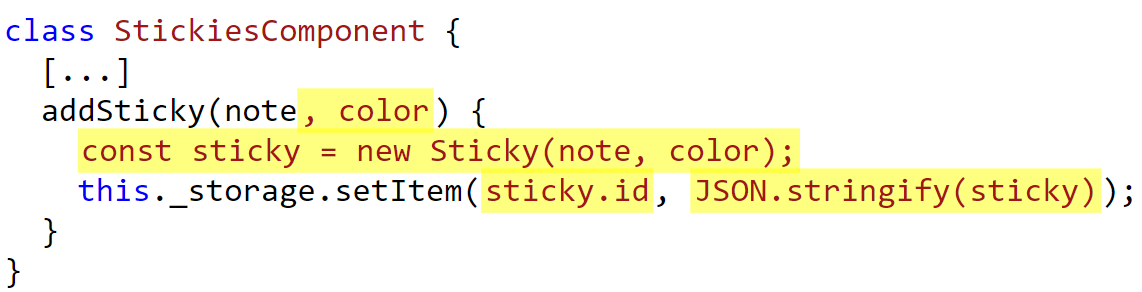 class StickiesComponent {
[...]
addSticky(note, color) {
const sticky = new Sticky(note, color);
this._storage.setItem(sticky.id, JSON.stringify(sticky));
}
}